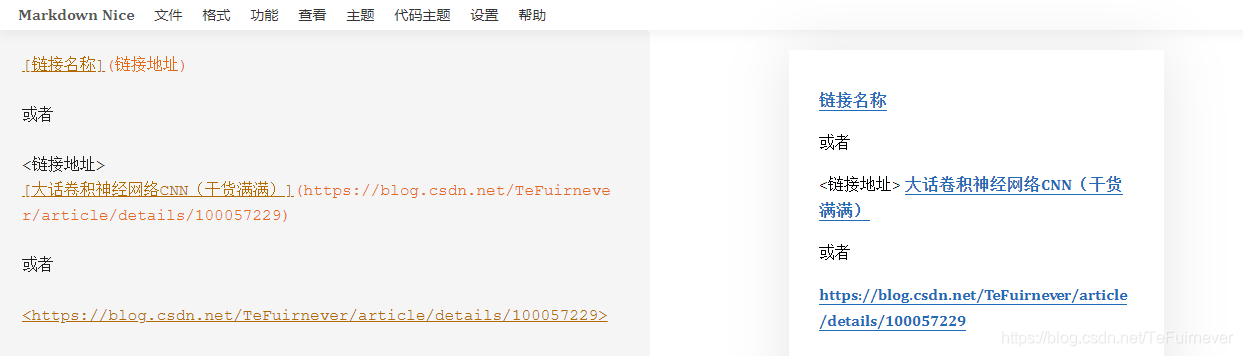 Markdown Nice 文件 格式 功能 查看 主题 代码主题 设置 帮助
[链接名称](链接地址)
或者
<链接地址>
[大话卷积神经网络CNN（干货满满）](https://blog.csdn.net/TeFuirneve
r/article/details/100057229)
或者
<https://blog.csdn.net/TeFuirnever/article/details/100057229>
链接名称
或者
<链接地址> 大话卷积神经网络CNN（干货
满满）
或者
https://blog.csdn.net/TeFuirnever/article
/details/100057229
https://blog.csdn.net/TeFuirnever